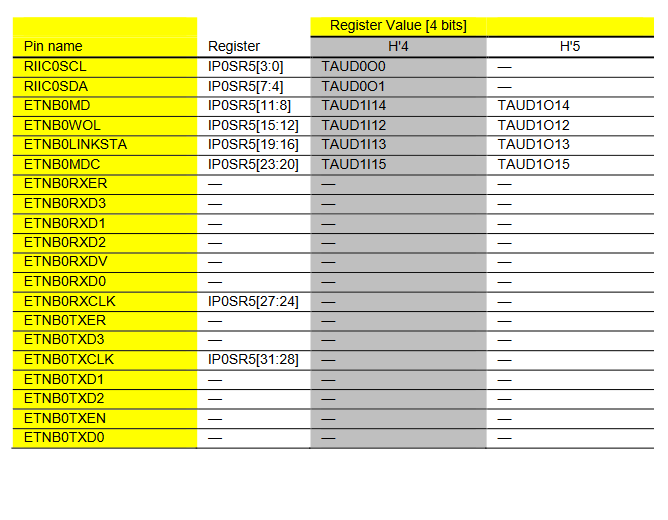 Register Value [4 bits]
Pin name Register H'4 H'5
RIIC0SCL IP0SR5[3:0] TAUD0O0 —
RIIC0SDA IP0SR5[7:4] TAUD0O1 —
ETNB0MD IP0SR5[11:8] TAUD1I14 TAUD1O14
ETNB0WOL IP0SR5[15:12] TAUD1I12 TAUD1O12
ETNB0LINKSTA IP0SR5[19:16] TAUD1I13 TAUD1O13
ETNB0MDC IP0SR5[23:20] TAUD1I15 TAUD1O15
ETNB0RXER — — —
ETNB0RXD3 — — —
ETNB0RXD1 — — —
ETNB0RXD2 — — —
ETNB0RXDV — — —
ETNB0RXD0 — — —
ETNB0RXCLK IP0SR5[27:24] — —
ETNB0TXER — — —
ETNB0TXD3 — — —
ETNB0TXCLK IP0SR5[31:28] — —
ETNB0TXD1 — — —
ETNB0TXD2 — — —
ETNB0TXEN — — —
ETNB0TXD0 — — —